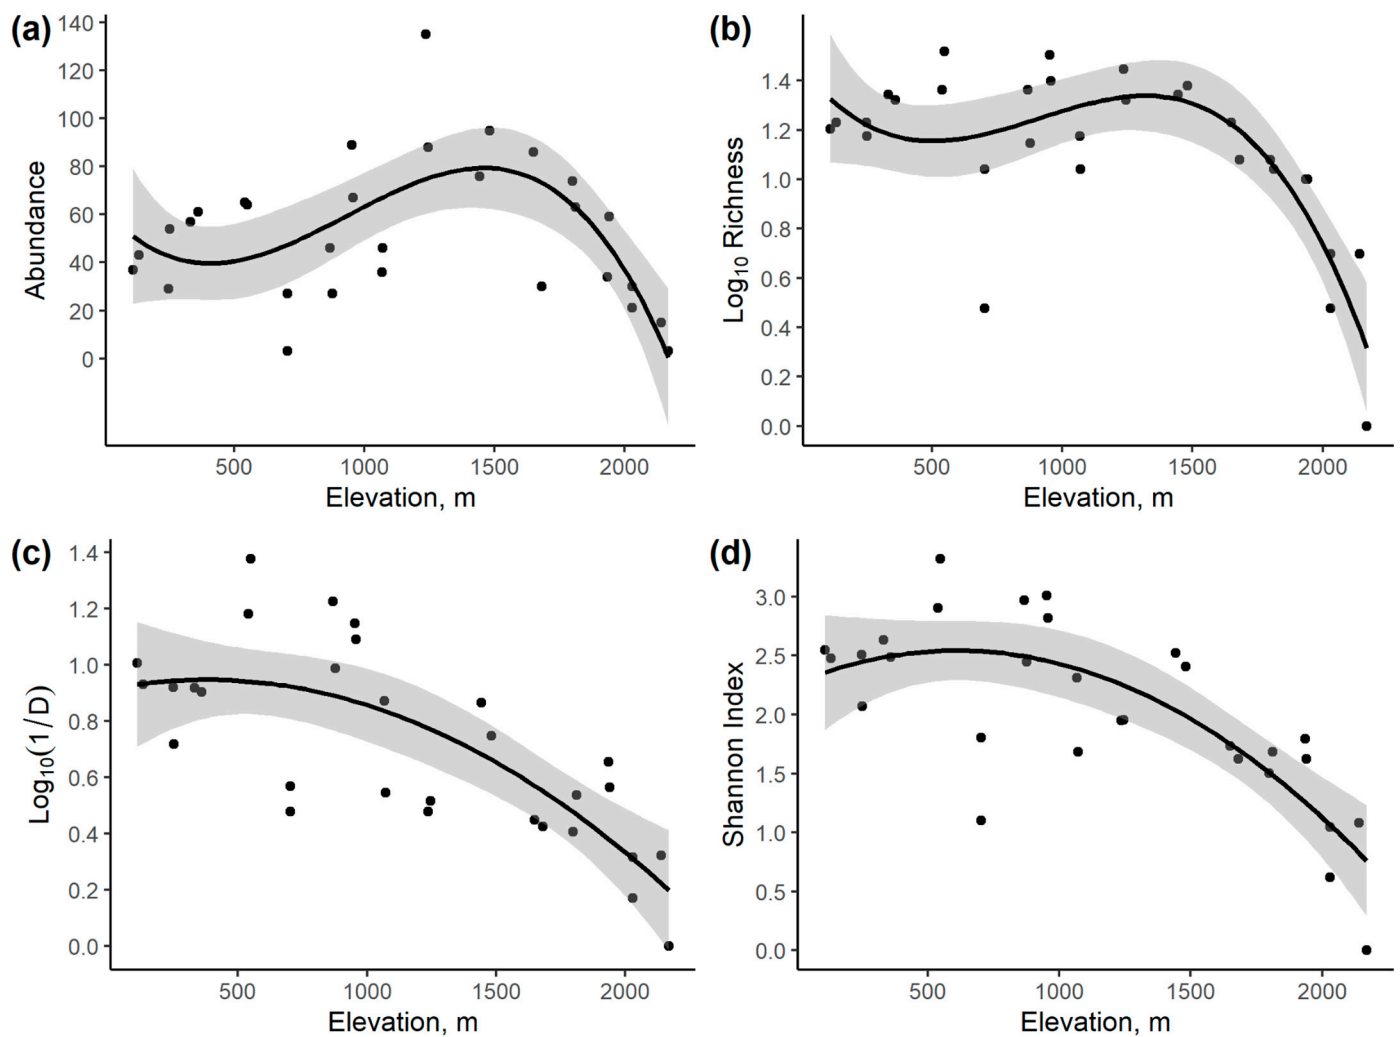 (a)
Abundance
140
120
100
80
60
40
20
0
500 1000 1500 2000
Elevation, m
(b)
Log10 Richness
1.4
1.2
1.0
0.8
0.6
0.4
0.2
0.0
500 1000 1500 2000
Elevation, m
(c)
Log10(1/D)
1.4
1.2
1.0
0.8
0.6
0.4
0.2
0.0
500 1000 1500 2000
Elevation, m
(d)
Shannon Index
3.0
2.5
2.0
1.5
1.0
0.5
0.0
500 1000 1500 2000
Elevation, m